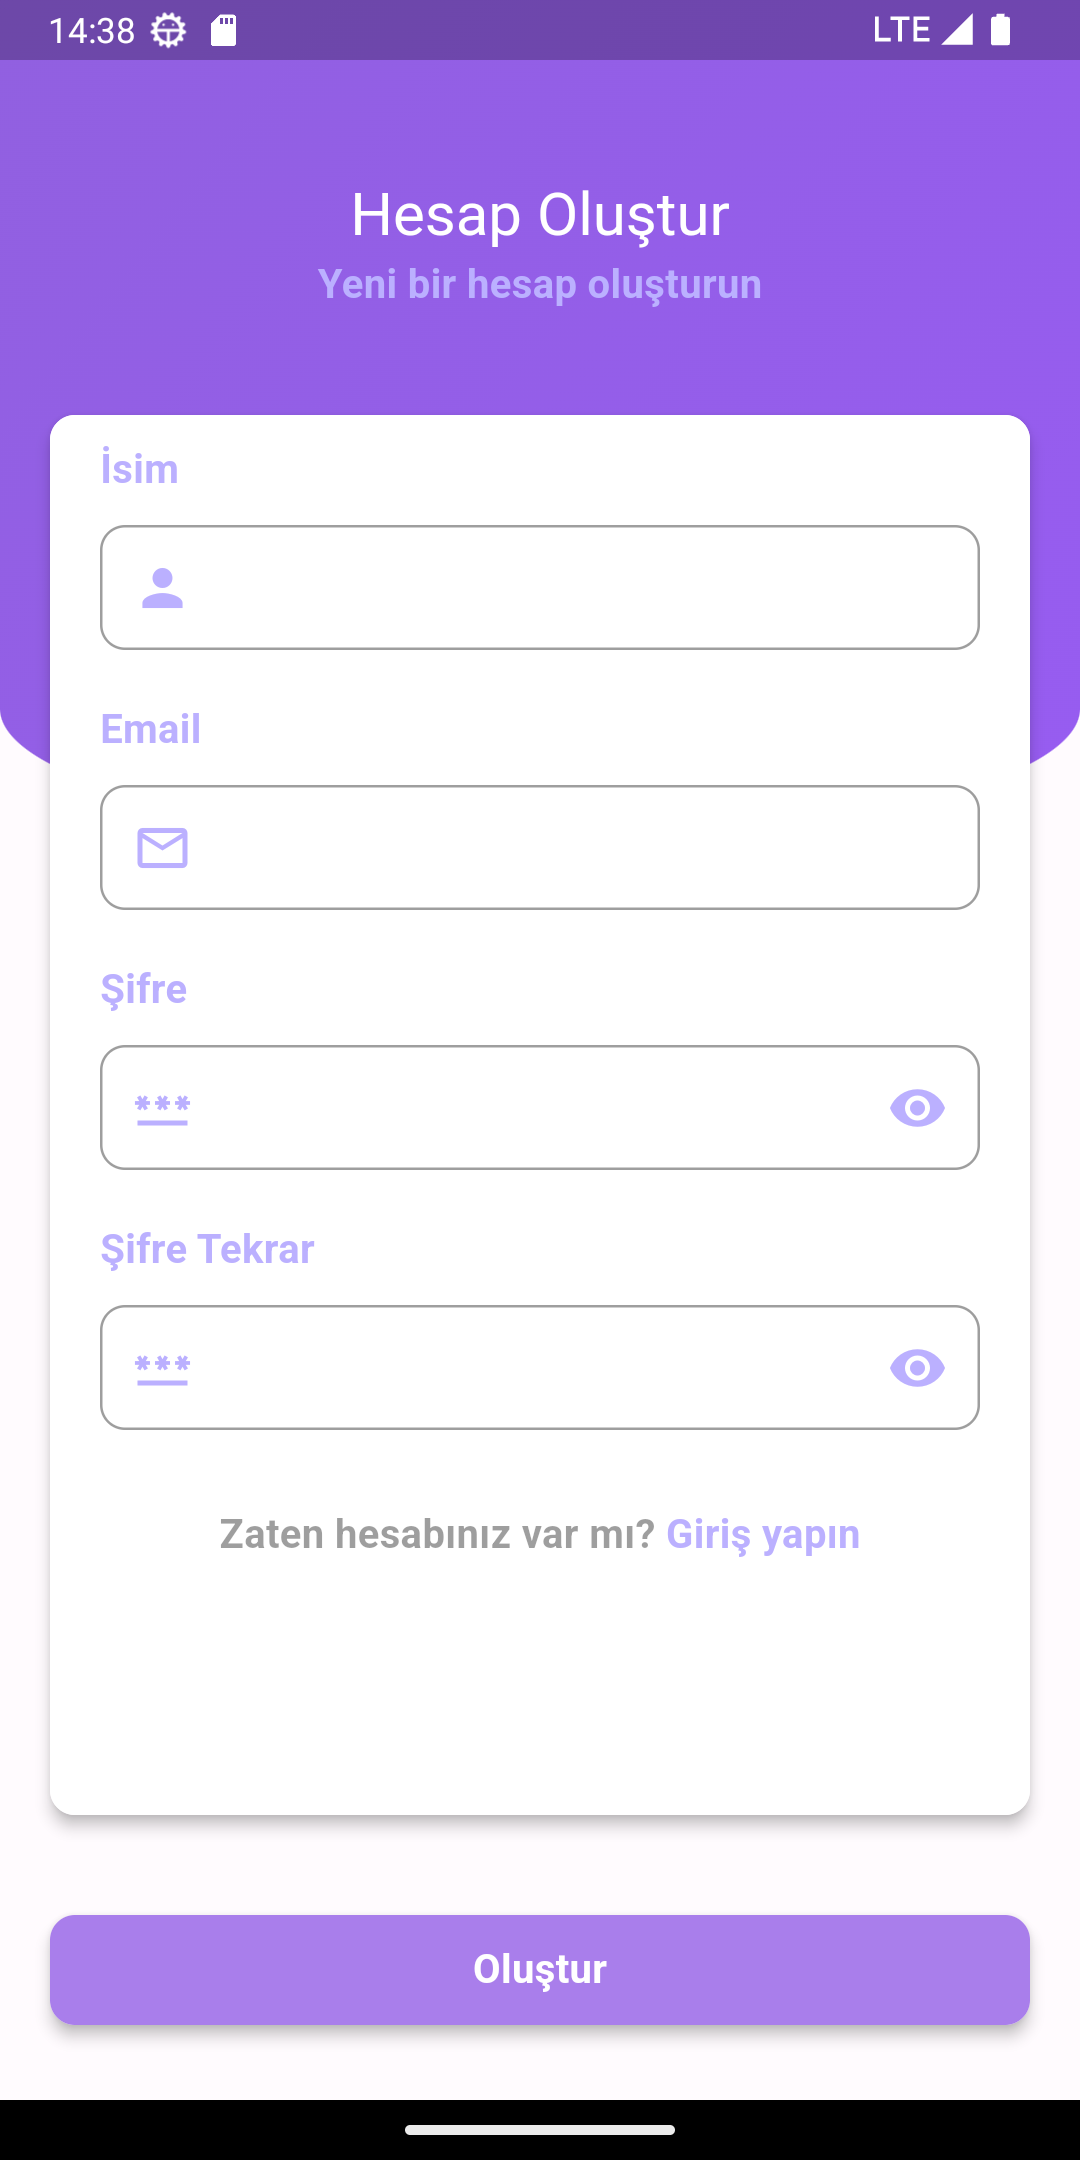 14:38 LTE
Hesap Oluştur
Yeni bir hesap oluşturun
İsim
Email
Şifre
Şifre Tekrar
Zaten hesabınız var mı? Giriş yapın
Oluştur